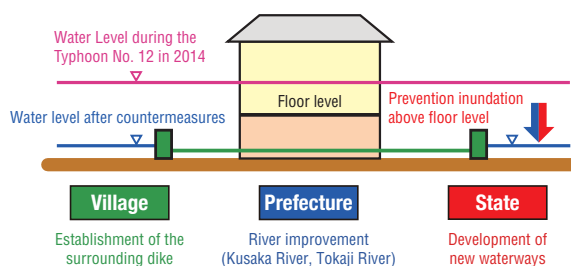 Water Level during the
Typhoon No. 12 in 2014
Floor level
Prevention inundation
above floor level
Water level after countermeasures
Village
Prefecture
State
Establishment of the
surrounding dike
River improvement
(Kusaka River, Tokaji River)
Development of
new waterways